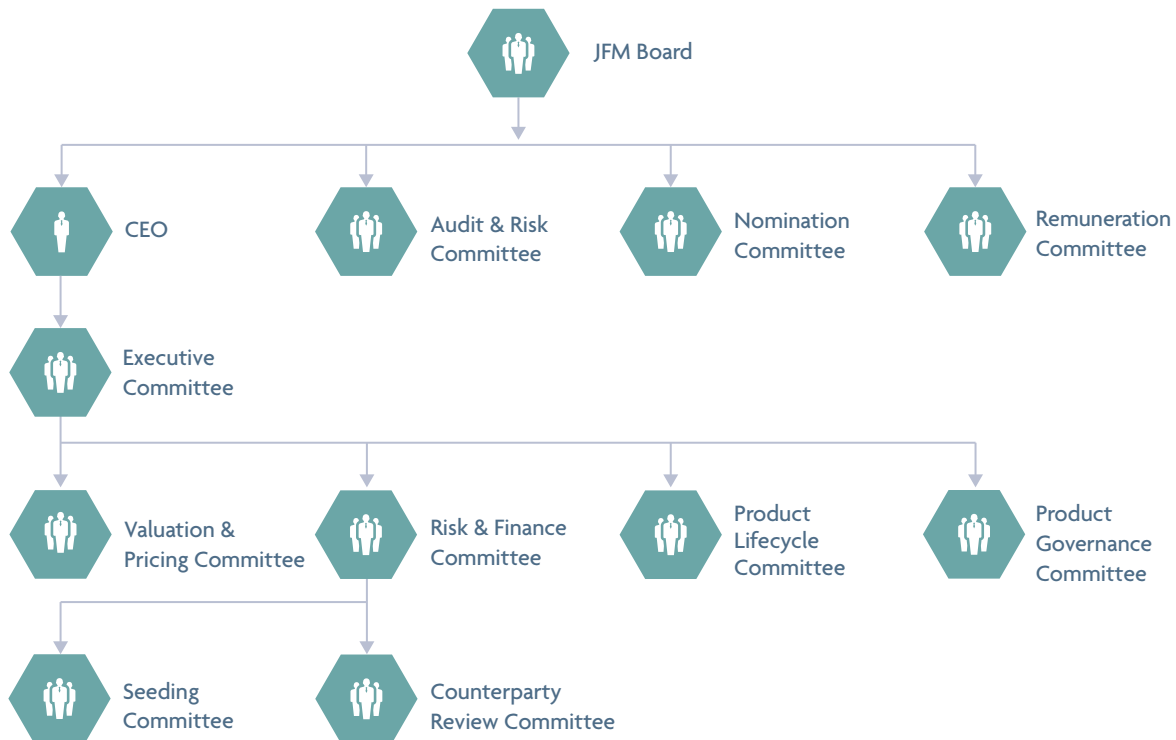 JFM Board
CEO
Audit & Risk
Committee
Nomination
Committee
Remuneration
Committee
Executive
Committee
Valuation &
Pricing Committee
Risk & Finance
Committee
Product
Lifecycle
Committee
Product
Governance
Committee
Seeding
Committee
Counterparty
Review Committee